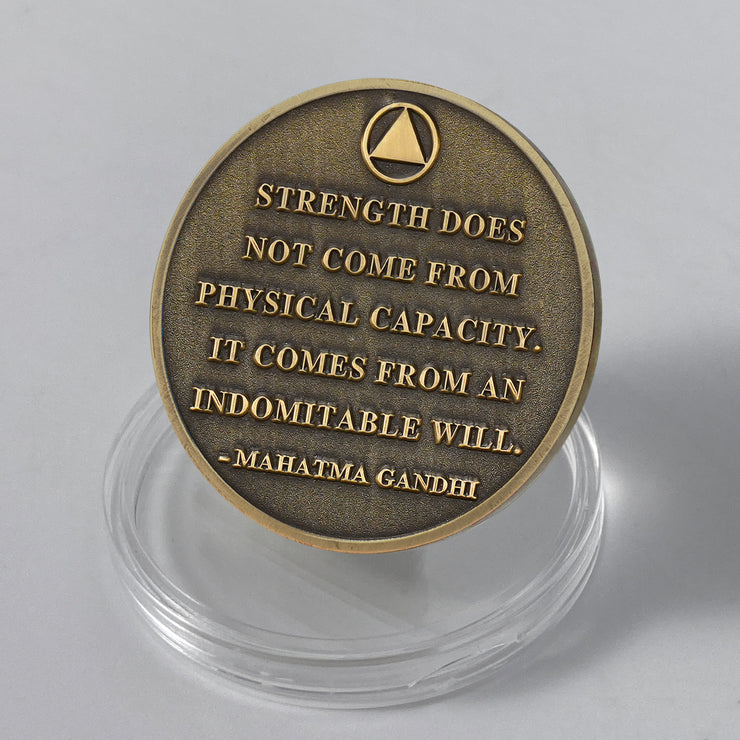 STRENGTH DOES
NOT COME FROM
PHYSICAL CAPACITY.
IT COMES FROM AN
INDOMITABLE WILL.
-MAHATMA GANDHI